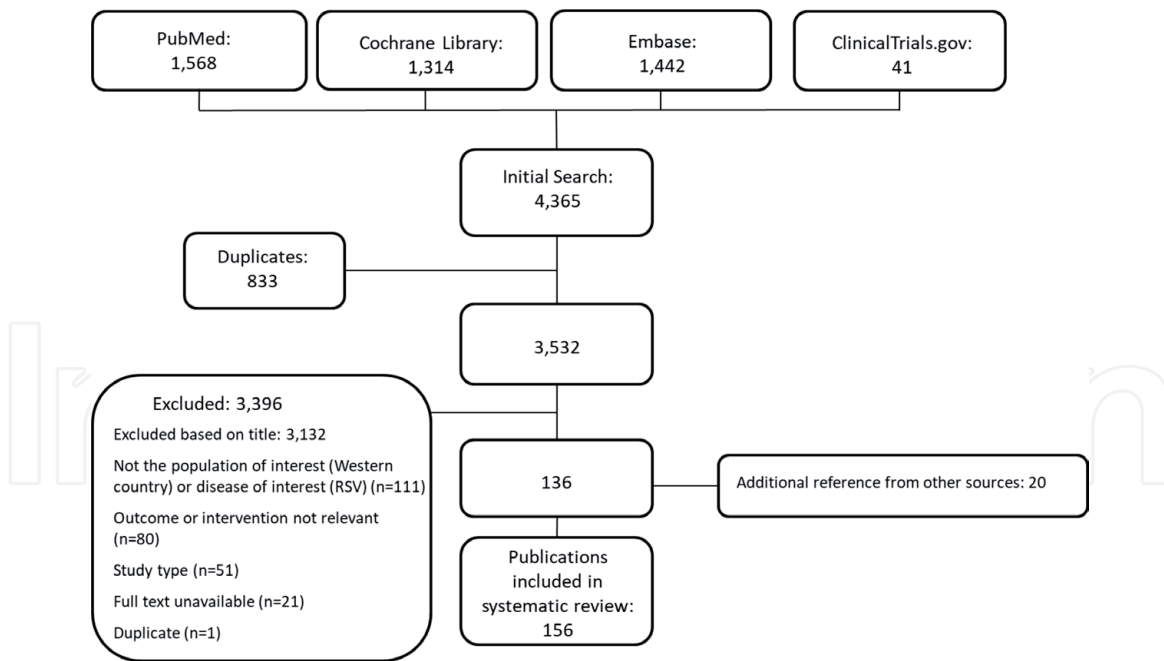 PubMed:
1,568
Cochrane Library:
1,314
Embase:
1,442
ClinicalTrials.gov:
41
Initial Search:
4,365
Duplicates:
833
3,532
Excluded: 3,396
Excluded based on title: 3,132
Not the population of interest (Western
country) or disease of interest (RSV) (n=111)
Outcome or intervention not relevant
(n=80)
Study type (n=51)
Full text unavailable (n=21)
Duplicate (n=1)
136
Additional reference from other sources: 20
Publications
included in
systematic review:
156